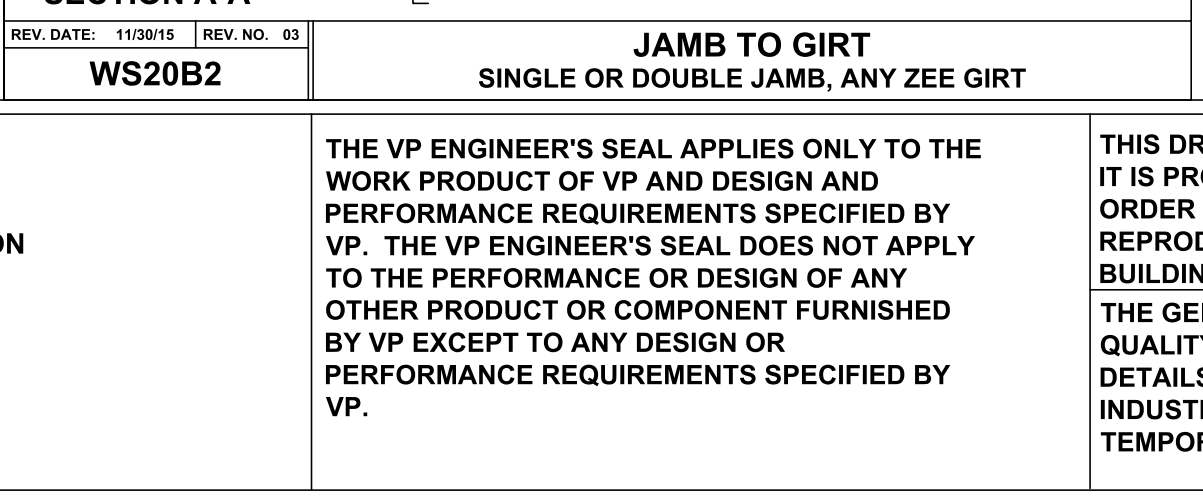 SECTION A-A
REV. DATE: 11/30/15 REV. NO. 03
WS20B2
JAMB TO GIRT
SINGLE OR DOUBLE JAMB, ANY ZEE GIRT
THE VP ENGINEER'S SEAL APPLIES ONLY TO THE
WORK PRODUCT OF VP AND DESIGN AND
PERFORMANCE REQUIREMENTS SPECIFIED BY
VP. THE VP ENGINEER'S SEAL DOES NOT APPLY
TO THE PERFORMANCE OR DESIGN OF ANY
OTHER PRODUCT OR COMPONENT FURNISHED
BY VP EXCEPT TO ANY DESIGN OR
PERFORMANCE REQUIREMENTS SPECIFIED BY
VP.
THIS
IT IS
ORDER
THE